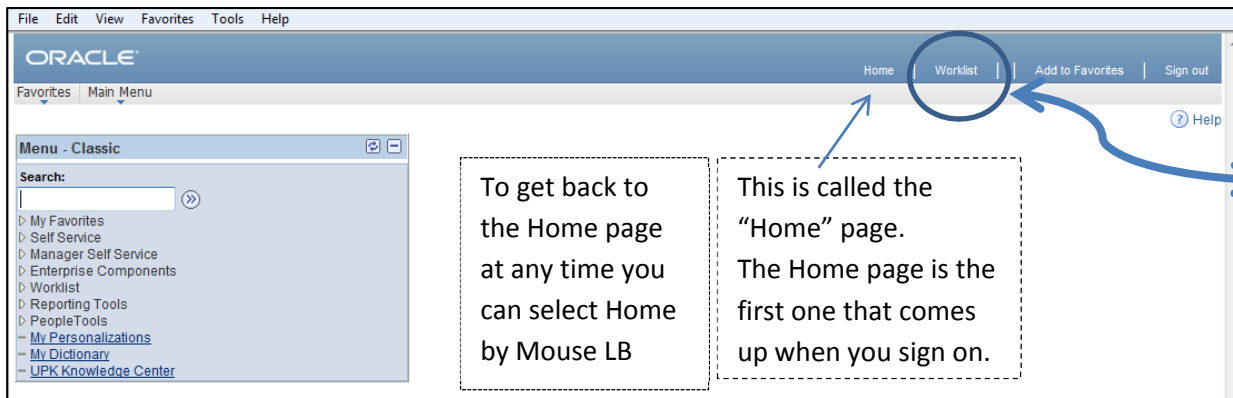 File Edit View Favorites Tools Help
ORACLE
Home Worklist Add to Favorites Sign out
Favorites Main Menu
Help
Menu - Classic
Search:
My Favorites
Self Service
Manager Self Service
Enterprise Components
Worklist
Reporting Tools
PeopleTools
My Personalizations
My Dictionary
UPK Knowledge Center
To get back to
the Home page
at any time you
can select Home
by Mouse LB
This is called the
“Home” page.
The Home page is the
first one that comes
up when you sign on.